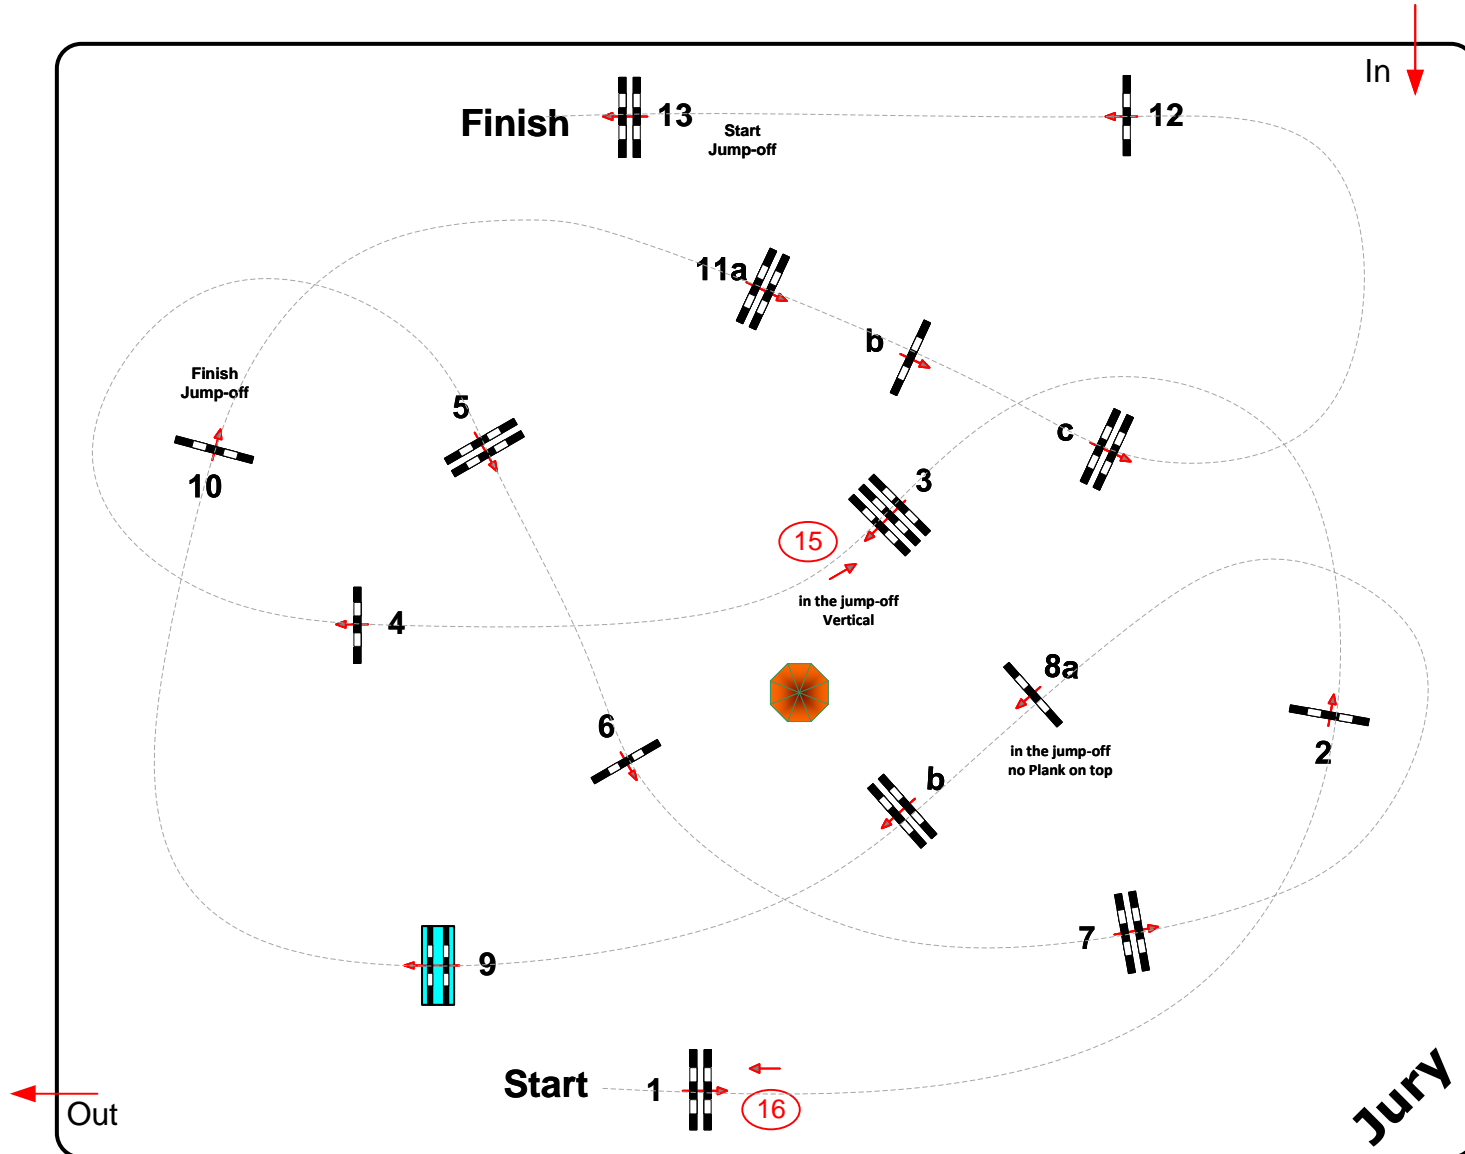 In
Finish
13
12
Start
Jump-off
11a
b
Finish
Jump-off
5
c
10
3
15
in the jump-off
Vertical
4
8a
6
2
in the jump-off
no Plank on top
b
7
9
Start
1
16
Out
Jury